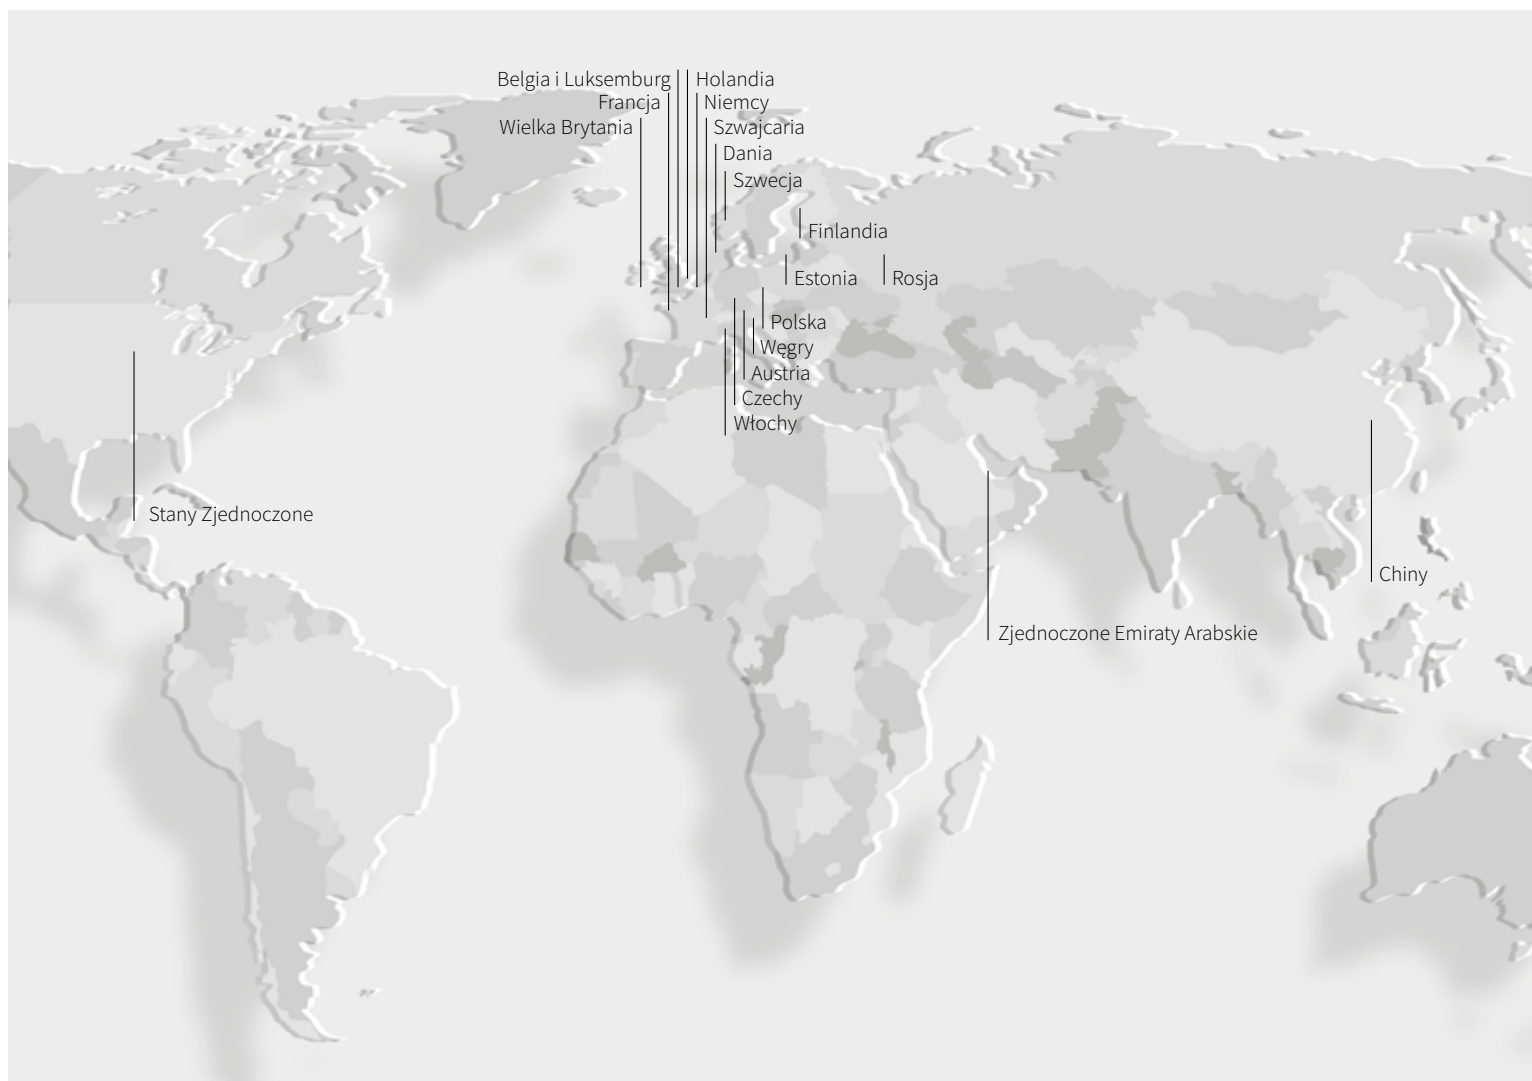 Belgia i Luksemburg
Holandia
Francja
Niemcy
Wielka Brytania
Szwajcaria
Dania
Szwecja
Finlandia
Estonia
Rosja
Polska
Węgry
Austria
Czechy
Włochy
Stany Zjednoczone
Chiny
Zjednoczone Emiraty Arabskie